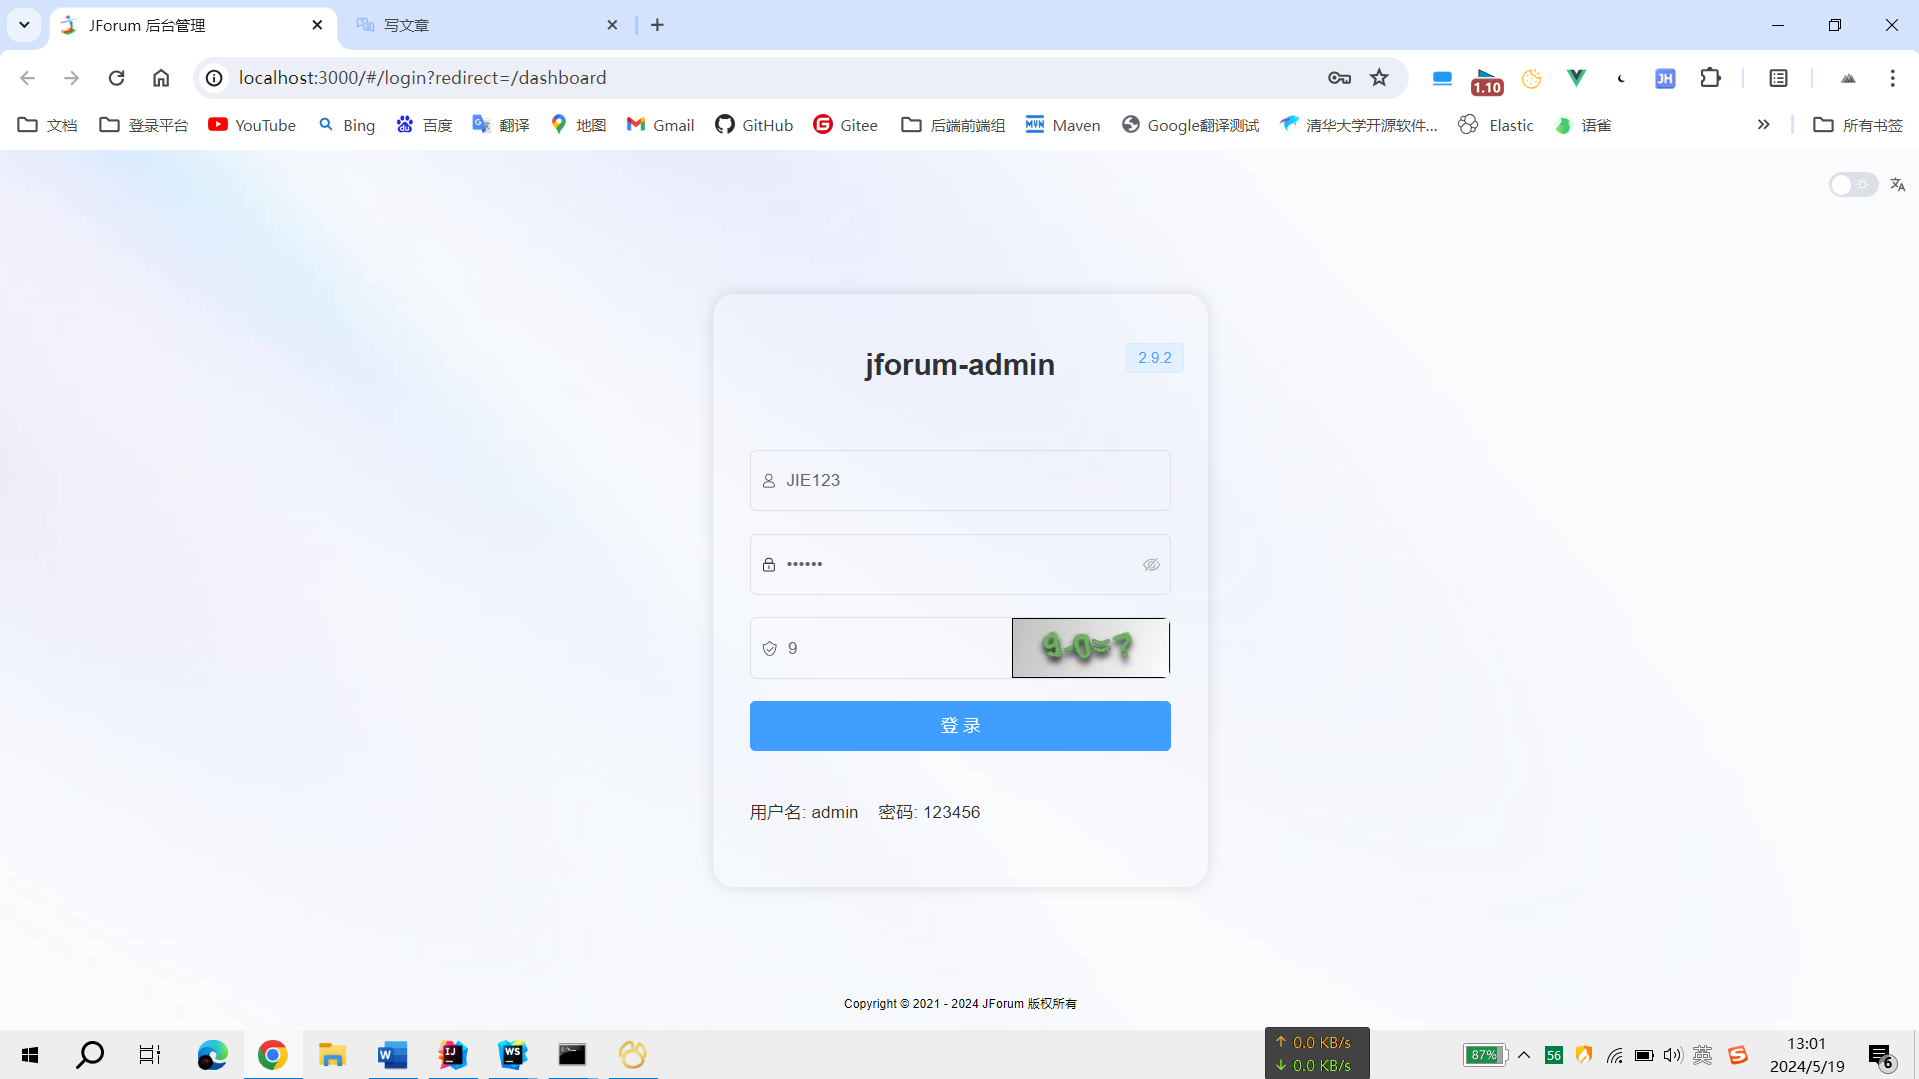 JForum 后台管理
写文章
localhost:3000/#/login?redirect=/dashboard
1.10
JH
文档
登录平台
YouTube
Bing
百度
翻译
地图
Gmail
GitHub
Gitee
后端前端组
Maven
Google翻译测试
清华大学开源软件...
Elastic
语雀
所有书签
jforum-admin
2.9.2
JIE123
••••••
9
9-0=?
登 录
用户名: admin 密码: 123456
Copyright © 2021 - 2024 JForum 版权所有
↑ 0.0 KB/s
↓ 0.0 KB/s
87%
56
英
13:01
2024/5/19
6